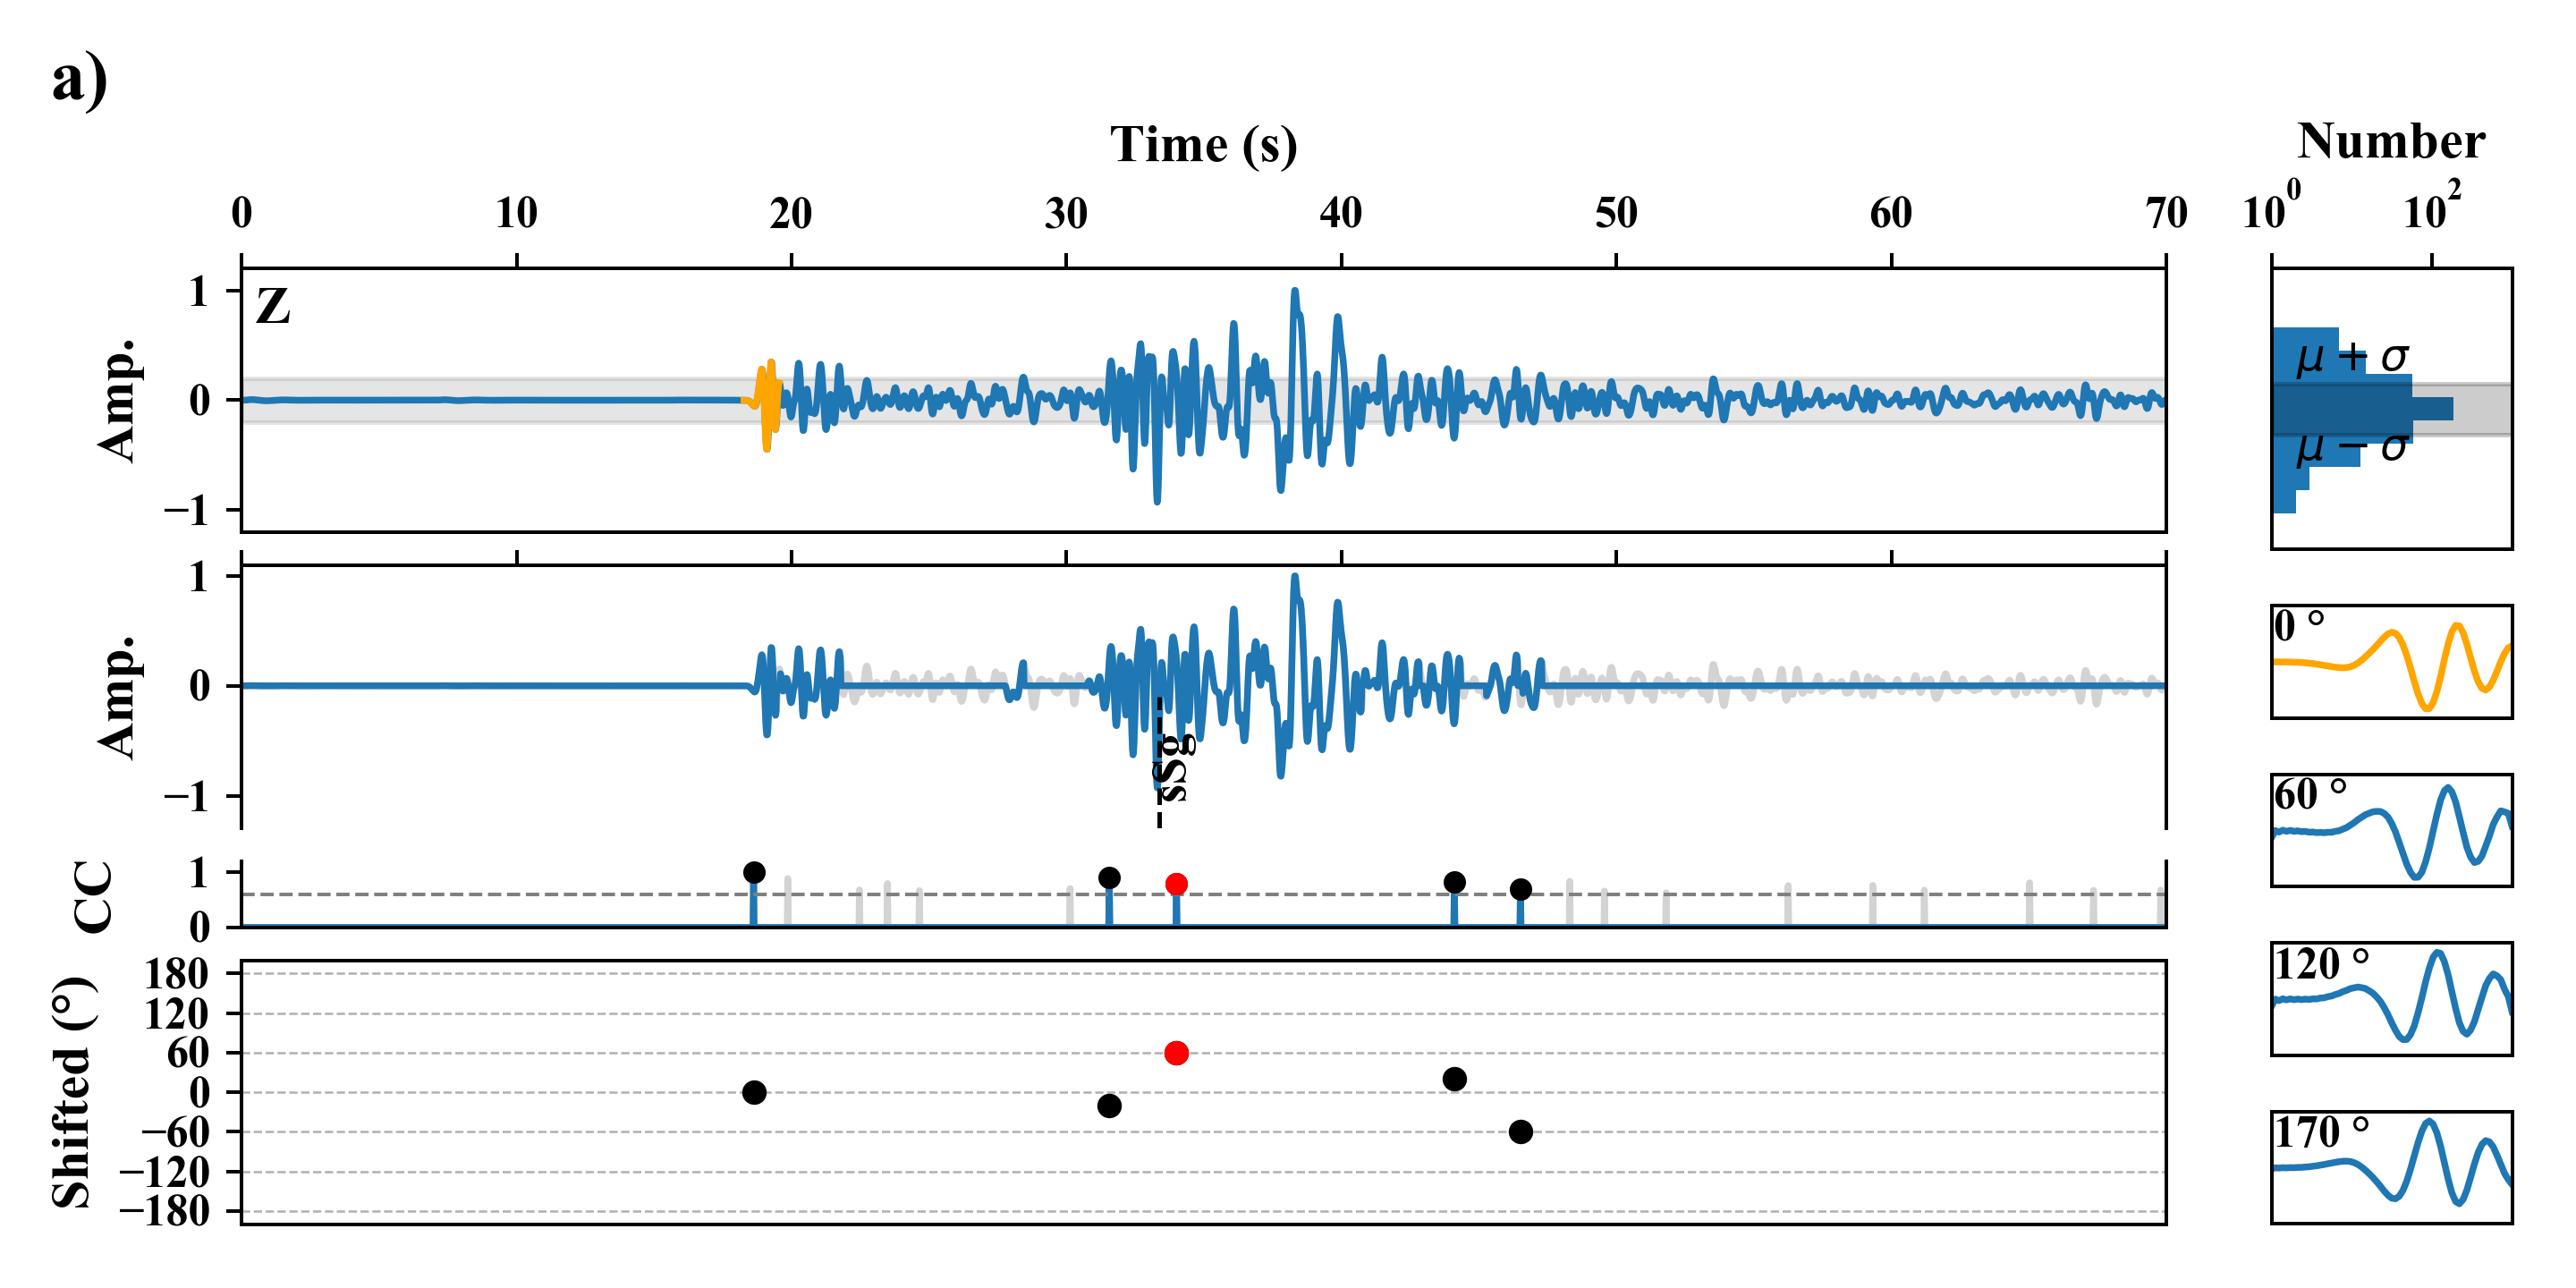 a)
Time (s)
Number
0 10 20 30 40 50 60 70
10^0 10^2
Z
Amp.
1
0
−1
μ + σ
μ − σ
Amp.
1
0
−1
sSg
0 °
60 °
CC
1
0
120 °
Shifted (°)
180
120
60
0
−60
−120
−180
170 °